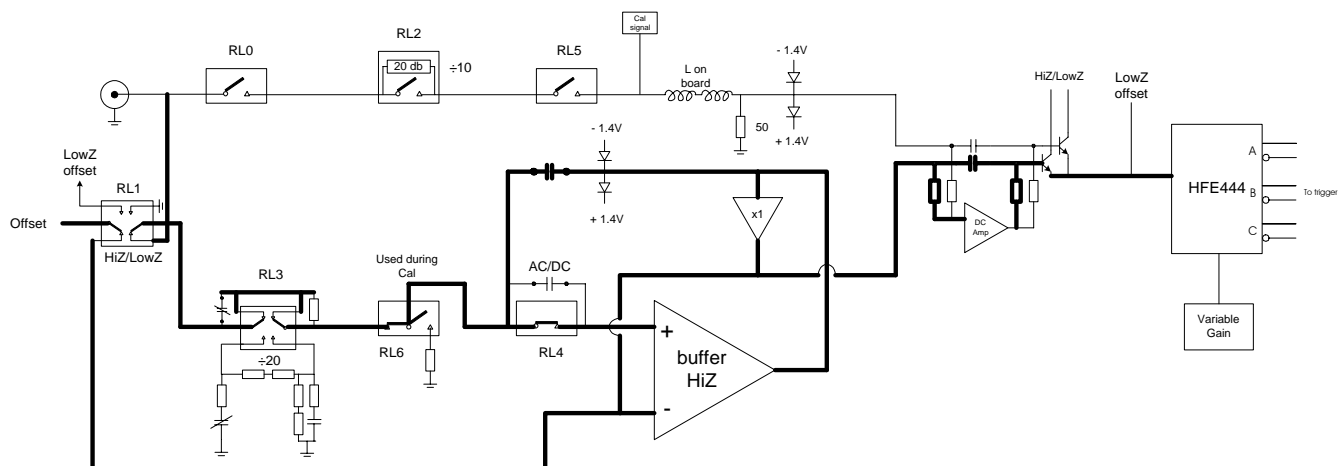 Cal
signal
RL0
RL2
20 db
÷10
RL5
L on
board
- 1.4V
+ 1.4V
50
HiZ/LowZ
LowZ
offset
HFE444
A
B
C
To trigger
Variable
Gain
DC
Amp
LowZ
offset
RL1
Offset
HiZ/LowZ
RL3
÷20
Used during
Cal
RL6
- 1.4V
+ 1.4V
x1
AC/DC
RL4
+
buffer
HiZ
-